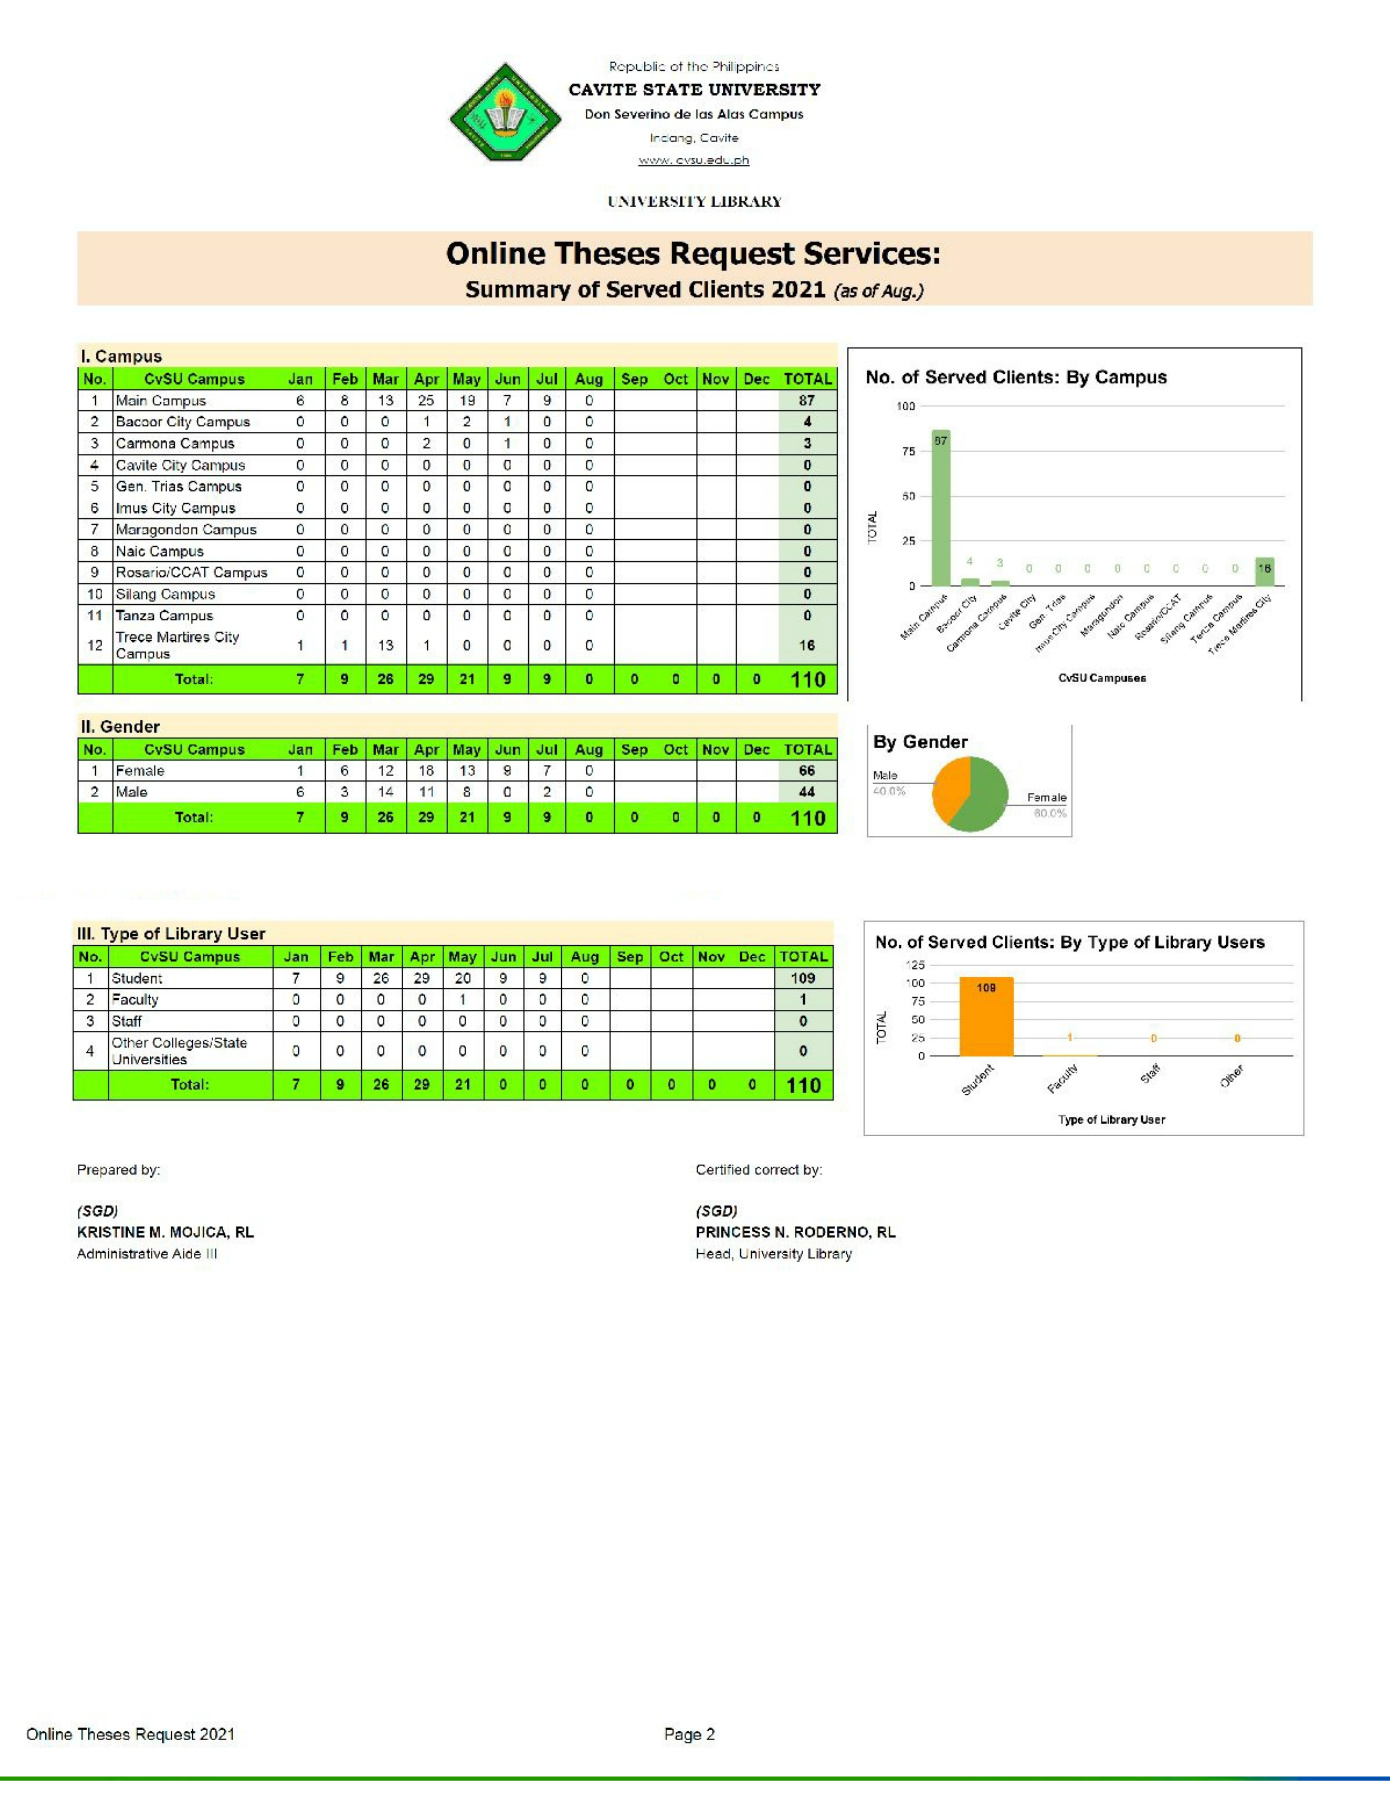 Republic of the Philippines
CAVITE STATE UNIVERSITY
Don Severino de las Alas Campus
Indang, Cavite
www.cvsu.edu.ph
UNIVERSITY LIBRARY
Online Theses Request Services:
Summary of Served Clients 2021 (as of Aug.)
I. Campus
No. CvSU Campus Jan Feb Mar Apr May Jun Jul Aug Sep Oct Nov Dec TOTAL
1 Main Campus 6 8 13 25 19 7 9 0 87
2 Bacoor City Campus 0 0 0 1 2 1 0 0 4
3 Carmona Campus 0 0 0 2 0 1 0 0 3
4 Cavite City Campus 0 0 0 0 0 0 0 0 0
5 Gen. Trias Campus 0 0 0 0 0 0 0 0 0
6 Imus City Campus 0 0 0 0 0 0 0 0 0
7 Maragondon Campus 0 0 0 0 0 0 0 0 0
8 Naic Campus 0 0 0 0 0 0 0 0 0
9 Rosario/CCAT Campus 0 0 0 0 0 0 0 0 0
10 Silang Campus 0 0 0 0 0 0 0 0 0
11 Tanza Campus 0 0 0 0 0 0 0 0 0
12 Trece Martires City Campus 1 1 13 1 0 0 0 0 16
Total: 7 9 26 29 21 9 9 0 0 0 0 0 110
No. of Served Clients: By Campus
100
75
50
25
0
TOTAL
87 4 3 0 0 0 0 0 0 0 0 16
Main Campus
Bacoor City
Carmona Campus
Cavite City
Gen. Trias
Imus City Campus
Maragondon
Naic Campus
Rosario/CCAT
Silang Campus
Tanza Campus
Trece Martires City
CvSU Campuses
II. Gender
No. CvSU Campus Jan Feb Mar Apr May Jun Jul Aug Sep Oct Nov Dec TOTAL
1 Female 1 6 12 18 13 9 7 0 66
2 Male 6 3 14 11 8 0 2 0 44
Total: 7 9 26 29 21 9 9 0 0 0 0 0 110
By Gender
Male
40.0%
Female
60.0%
III. Type of Library User
No. CvSU Campus Jan Feb Mar Apr May Jun Jul Aug Sep Oct Nov Dec TOTAL
1 Student 7 9 26 29 20 9 9 0 109
2 Faculty 0 0 0 0 1 0 0 0 1
3 Staff 0 0 0 0 0 0 0 0 0
4 Other Colleges/State Universities 0 0 0 0 0 0 0 0 0
Total: 7 9 26 29 21 0 0 0 0 0 0 0 110
No. of Served Clients: By Type of Library Users
125
100
75
50
25
0
TOTAL
109 1 0 0
Student
Faculty
Staff
Other
Type of Library User
Prepared by:
(SGD)
KRISTINE M. MOJICA, RL
Administrative Aide III
Certified correct by:
(SGD)
PRINCESS N. RODERNO, RL
Head, University Library
Online Theses Request 2021
Page 2